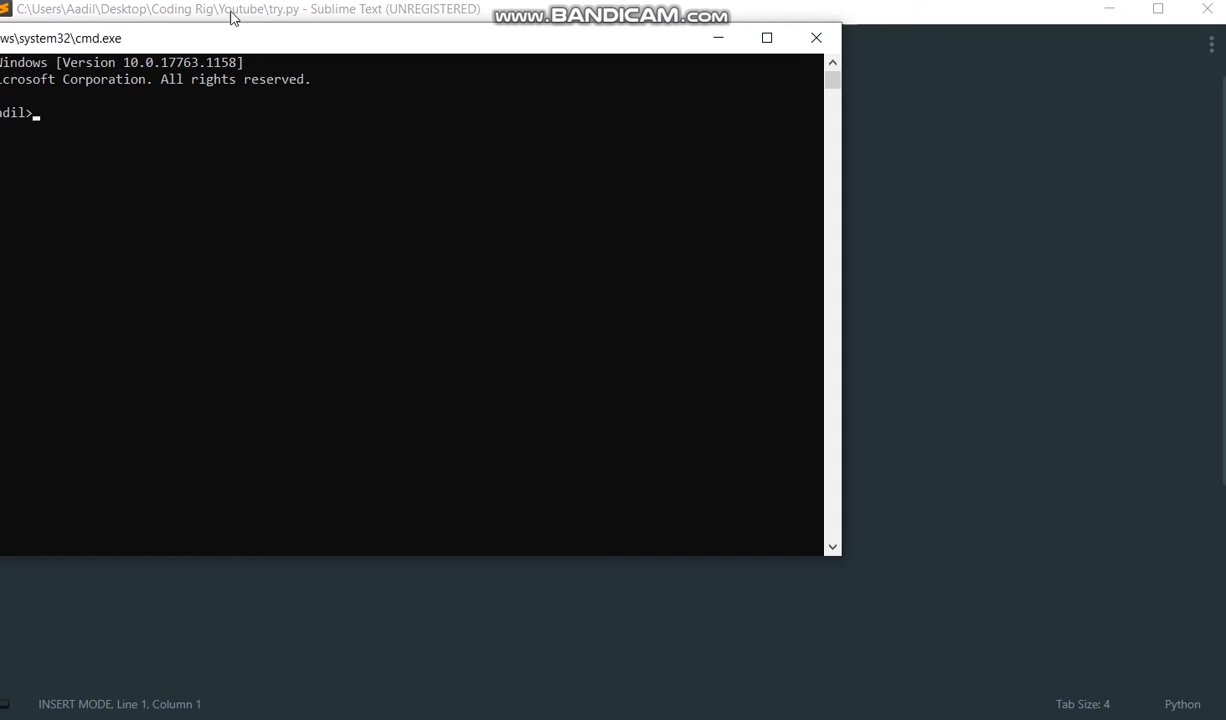 C:\Users\Aadil\Desktop\Coding Rig\Youtube\try.py - Sublime Text (UNREGISTERED)
www.BANDICAM.com
ws\system32\cmd.exe
Windows [Version 10.0.17763.1158]
icrosoft Corporation. All rights reserved.
adil>
INSERT MODE, Line 1, Column 1
Tab Size: 4
Python